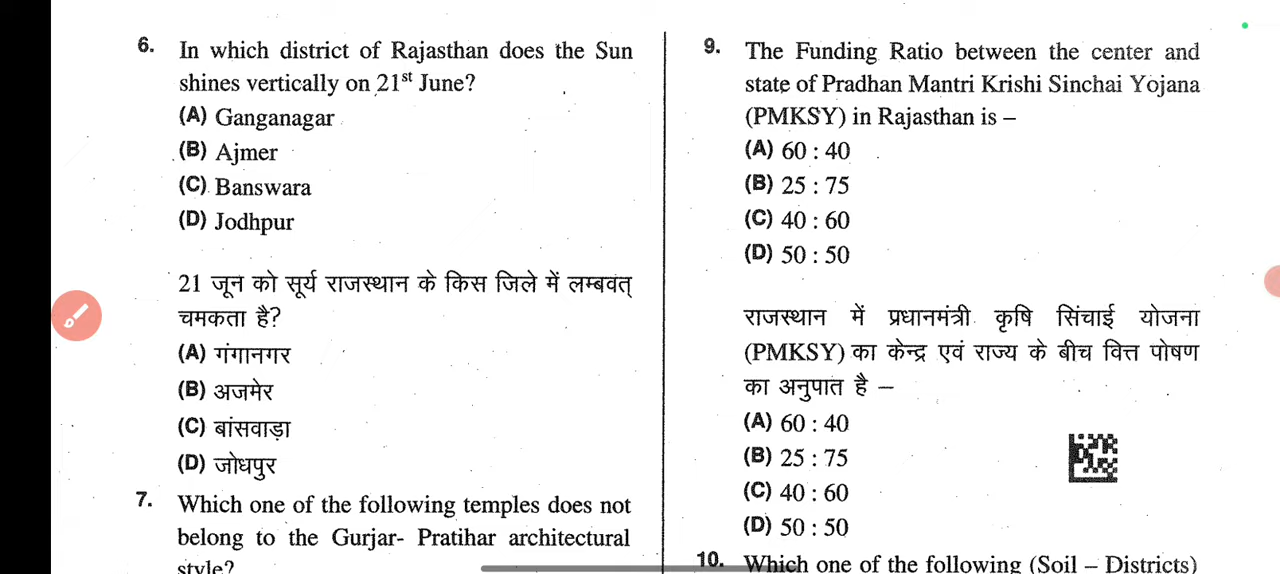 6. In which district of Rajasthan does the Sun
shines vertically on 21st June?
(A) Ganganagar
(B) Ajmer
(C) Banswara
(D) Jodhpur
21 जून को सूर्य राजस्थान के किस जिले में लम्बवत्
चमकता है?
(A) गंगानगर
(B) अजमेर
(C) बांसवाड़ा
(D) जोधपुर
7. Which one of the following temples does not
belong to the Gurjar- Pratihar architectural
style?
9. The Funding Ratio between the center and
state of Pradhan Mantri Krishi Sinchai Yojana
(PMKSY) in Rajasthan is –
(A) 60 : 40
(B) 25 : 75
(C) 40 : 60
(D) 50 : 50
राजस्थान में प्रधानमंत्री कृषि सिंचाई योजना
(PMKSY) का केन्द्र एवं राज्य के बीच वित्त पोषण
का अनुपात है –
(A) 60 : 40
(B) 25 : 75
(C) 40 : 60
(D) 50 : 50
10. Which one of the following (Soil – Districts)